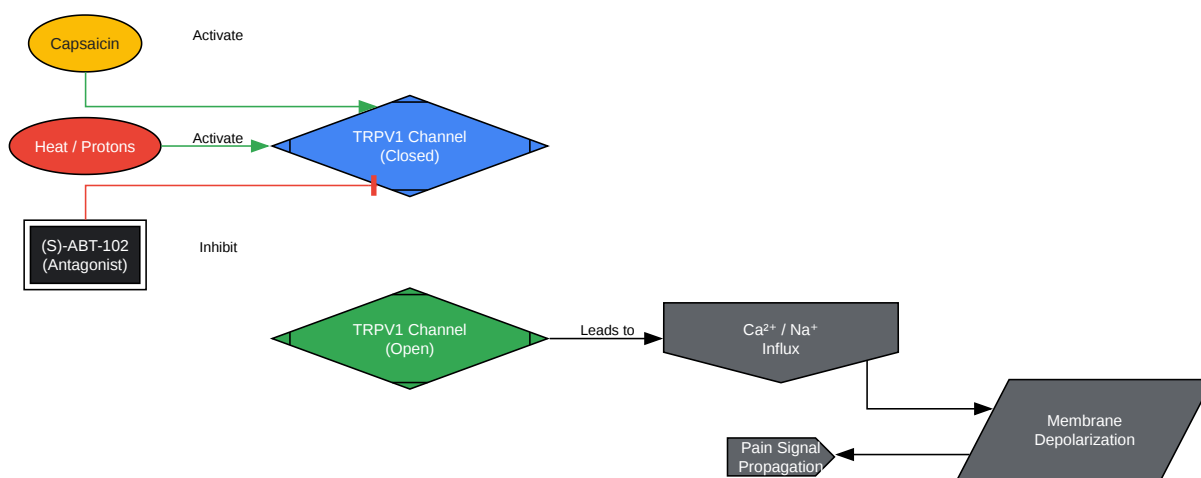 Capsaicin
Activate
Heat / Protons
Activate
TRPV1 Channel
(Closed)
(S)-ABT-102
(Antagonist)
Inhibit
TRPV1 Channel
(Open)
Leads to
Ca²⁺ / Na⁺
Influx
Membrane
Depolarization
Pain Signal
Propagation